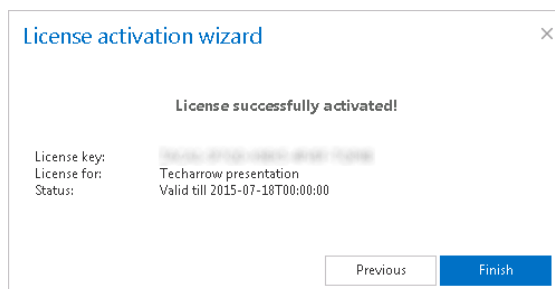 License activation wizard
License successfully activated!
License key:
License for: Techarrow presentation
Status: Valid till 2015-07-18T00:00:00
Previous Finish